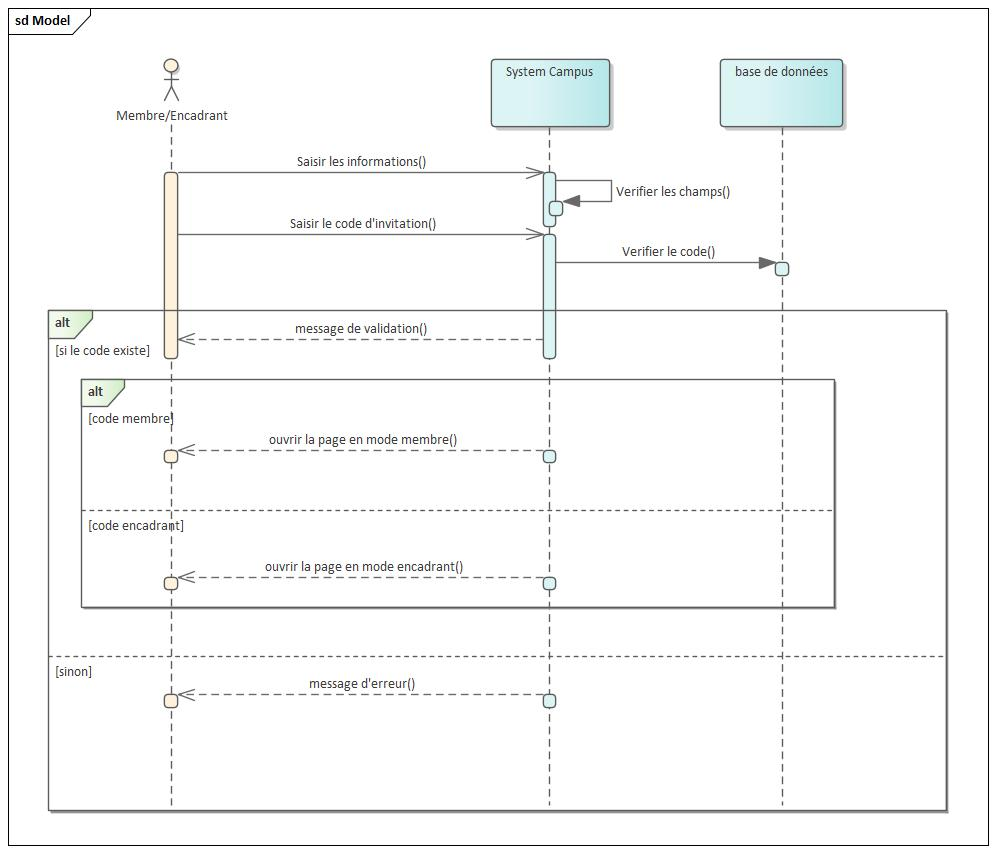 sd Model
Membre/Encadrant
System Campus
base de données
Saisir les informations()
Verifier les champs()
Saisir le code d'invitation()
Verifier le code()
alt
message de validation()
[si le code existe]
alt
[code membre]
ouvrir la page en mode membre()
[code encadrant]
ouvrir la page en mode encadrant()
[sinon]
message d'erreur()